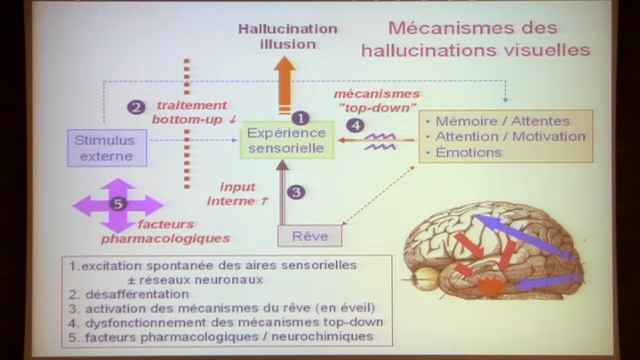 Hallucination
illusion
Mécanismes des
hallucinations visuelles
2 traitement
bottom-up ↓
mécanismes
"top-down"
1
4
Stimulus
externe
Expérience
sensorielle
• Mémoire / Attentes
• Attention / Motivation
• Émotions
input
interne ↑
3
5
facteurs
pharmacologiques
Rêve
1.excitation spontanée des aires sensorielles
± réseaux neuronaux
2. désafférentation
3. activation des mécanismes du rêve (en éveil)
4. dysfonctionnement des mécanismes top-down
5. facteurs pharmacologiques / neurochimiques